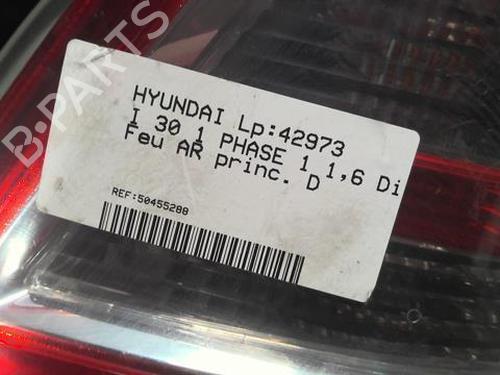 B-PARTS
HYUNDAI Lp:42973
I 30 1 PHASE 1 1,6 Di
Feu AR princ. D
REF:50455288